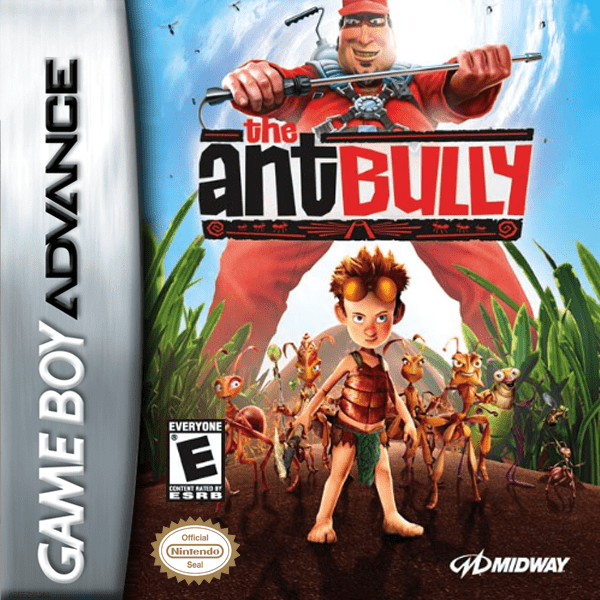 GAME BOY ADVANCE
the
antBULLY
EVERYONE
E
®
CONTENT RATED BY
ESRB
Official
Nintendo
Seal
MIDWAY